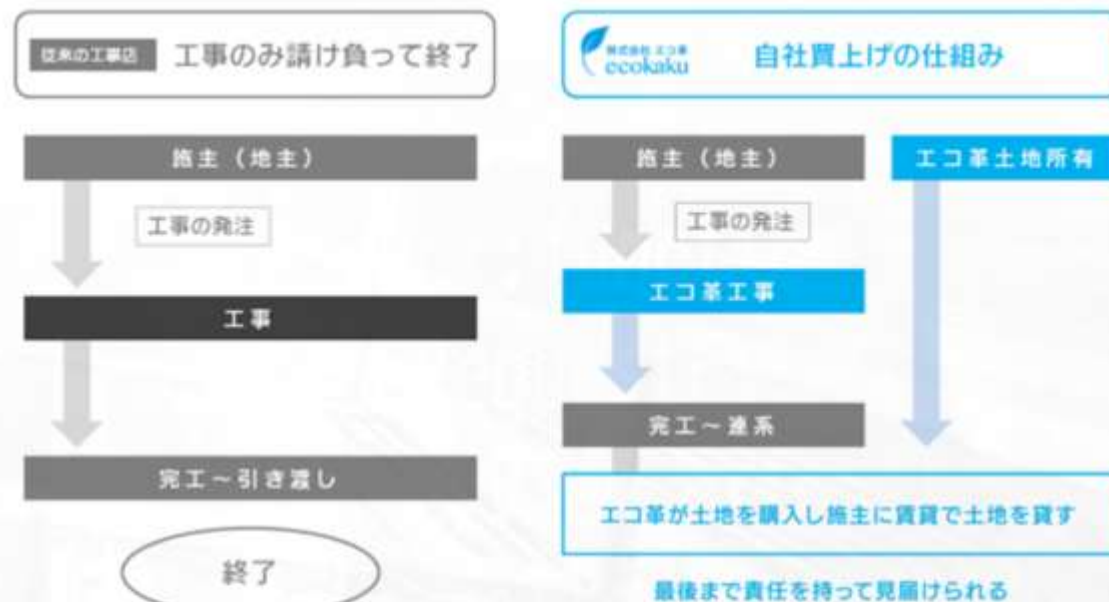 従来の工事店 工事のみ請け負って終了
施主（地主）
工事の発注
工事
完工～引き渡し
終了
株式会社 エコ革
ecokaku
自社買上げの仕組み
施主（地主）
エコ革土地所有
工事の発注
エコ革工事
完工～連系
エコ革が土地を購入し施主に賃貸で土地を貸す
最後まで責任を持って見届けられる